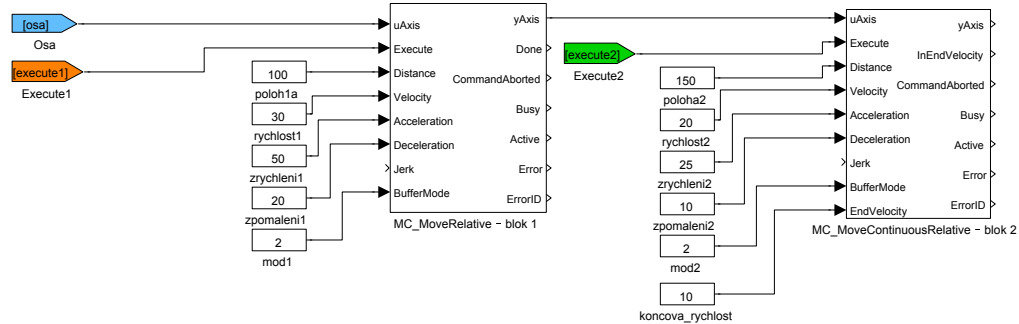 [osa]
Osa
[execute1]
Execute1
100
poloh1a
30
rychlost1
50
zrychleni1
20
zpomaleni1
2
mod1
uAxis
Execute
Distance
Velocity
Acceleration
Deceleration
Jerk
BufferMode
yAxis
Done
CommandAborted
Busy
Active
Error
ErrorID
MC_MoveRelative - blok 1
[execute2]
Execute2
150
poloha2
20
rychlost2
25
zrychleni2
10
zpomaleni2
2
mod2
10
koncova_rychlost
uAxis
Execute
Distance
Velocity
Acceleration
Deceleration
Jerk
BufferMode
EndVelocity
yAxis
InEndVelocity
CommandAborted
Busy
Active
Error
ErrorID
MC_MoveContinuousRelative - blok 2